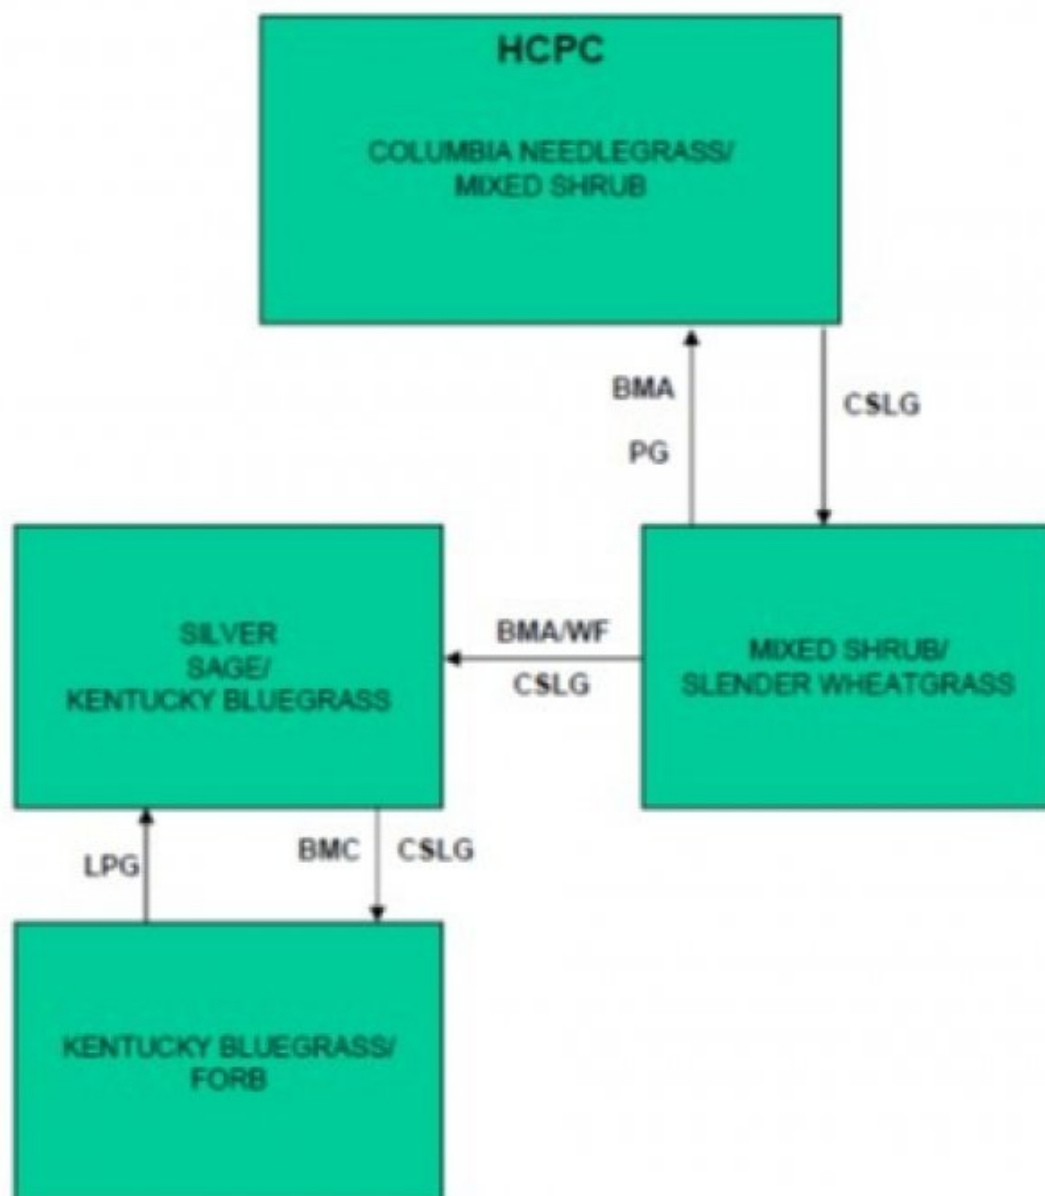 HCPC
COLUMBIA NEEDLEGRASS/
MIXED SHRUB
BMA
CSLG
PG
SILVER
SAGE/
KENTUCKY BLUEGRASS
BMA/WF
CSLG
MIXED SHRUB/
SLENDER WHEATGRASS
LPG
BMC
CSLG
KENTUCKY BLUEGRASS/
FORB